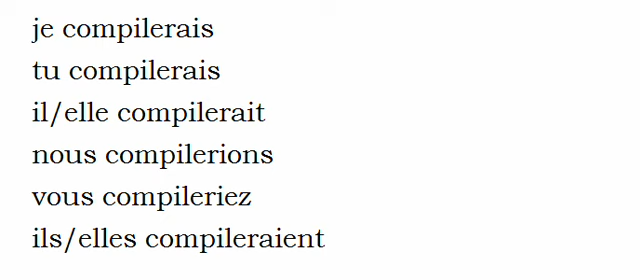 je compilerais
tu compilerais
il/elle compilerait
nous compilerions
vous compileriez
ils/elles compileraient